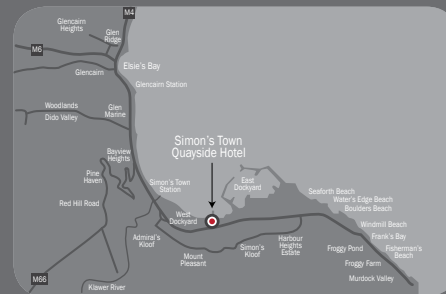 M4
Glencairn
Heights
Glen
Ridge
M6
Elsie's Bay
Glencairn
Glencairn Station
Woodlands
Dido Valley
Glen
Marine
Simon's Town
Quayside Hotel
Bayview
Heights
Pine
Haven
Simon's Town
Station
East
Dockyard
Seaforth Beach
Water's Edge Beach
Boulders Beach
Red Hill Road
West
Dockyard
Windmill Beach
Frank's Bay
Fisherman's
Beach
Admiral's
Kloof
Mount
Pleasant
Simon's
Kloof
Harbour
Heights
Estate
Froggy Pond
Froggy Farm
Murdock Valley
M66
Klawer River